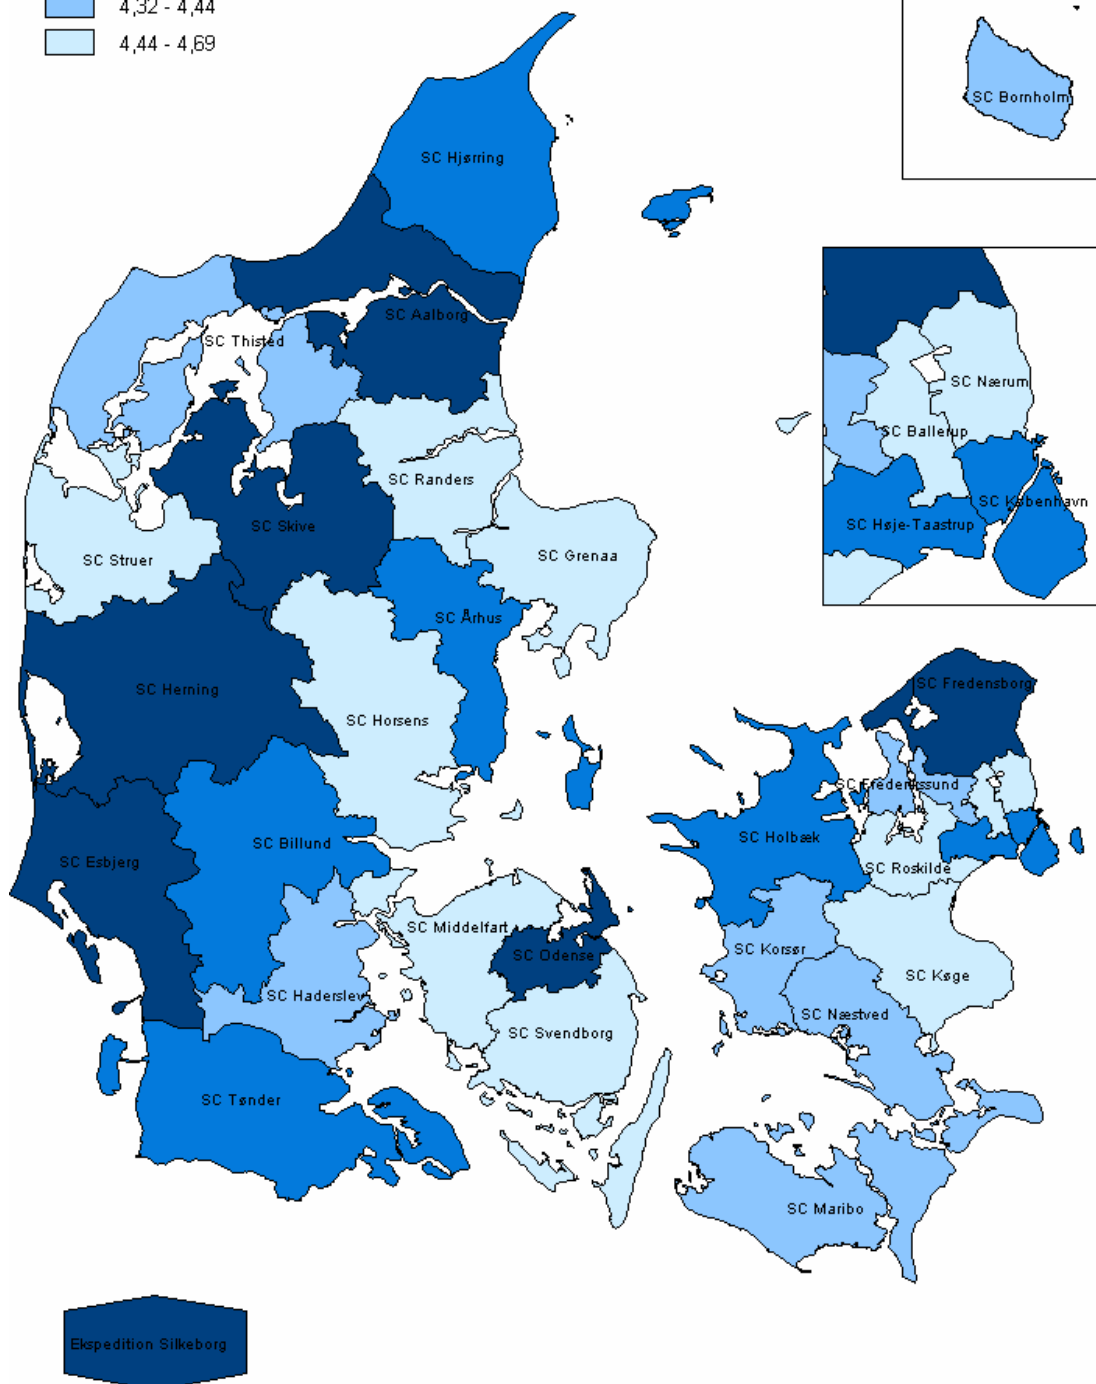 4,32 - 4,44
4,44 - 4,69
SC Bornholm
SC Hjørring
SC Aalborg
SC Thisted
SC Nærum
SC Ballerup
SC Randers
SC København
SC Høje-Taastrup
SC Skive
SC Struer
SC Grenaa
SC Århus
SC Herning
SC Fredensborg
SC Horsens
SC Frederikssund
SC Holbæk
SC Billund
SC Esbjerg
SC Roskilde
SC Middelfart
SC Korsør
SC Odense
SC Køge
SC Haderslev
SC Næstved
SC Svendborg
SC Tønder
SC Maribo
Ekspedition Silkeborg